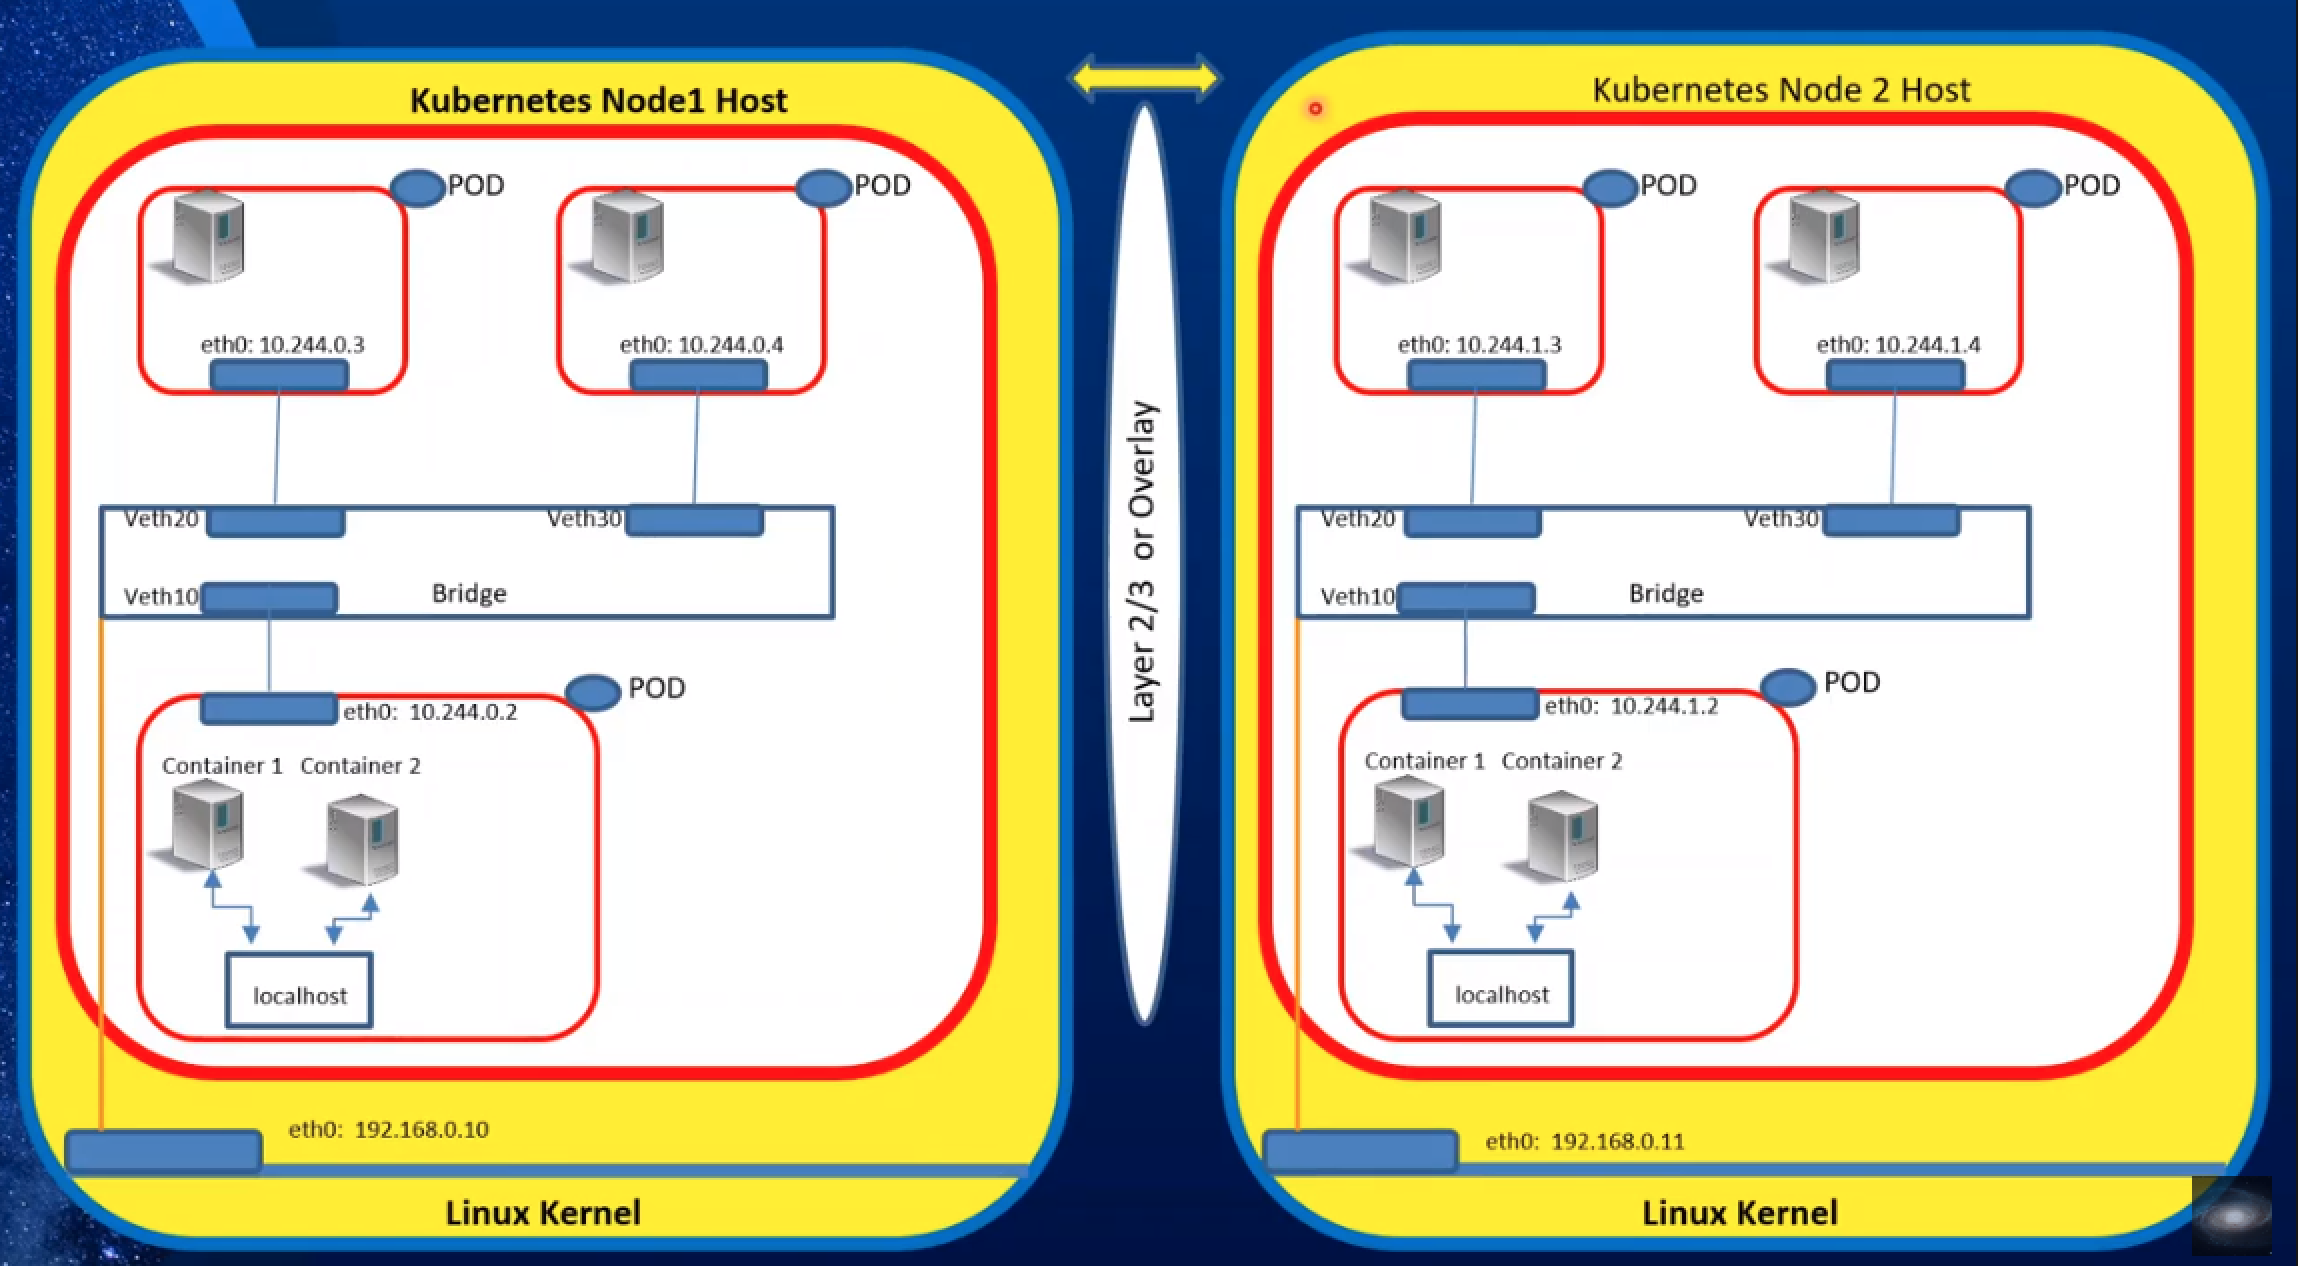 Kubernetes Node1 Host
POD
POD
eth0: 10.244.0.3
eth0: 10.244.0.4
Veth20
Veth30
Veth10
Bridge
POD
eth0: 10.244.0.2
Container 1
Container 2
localhost
eth0: 192.168.0.10
Linux Kernel
Layer 2/3 or Overlay
Kubernetes Node 2 Host
POD
POD
eth0: 10.244.1.3
eth0: 10.244.1.4
Veth20
Veth30
Veth10
Bridge
POD
eth0: 10.244.1.2
Container 1
Container 2
localhost
eth0: 192.168.0.11
Linux Kernel